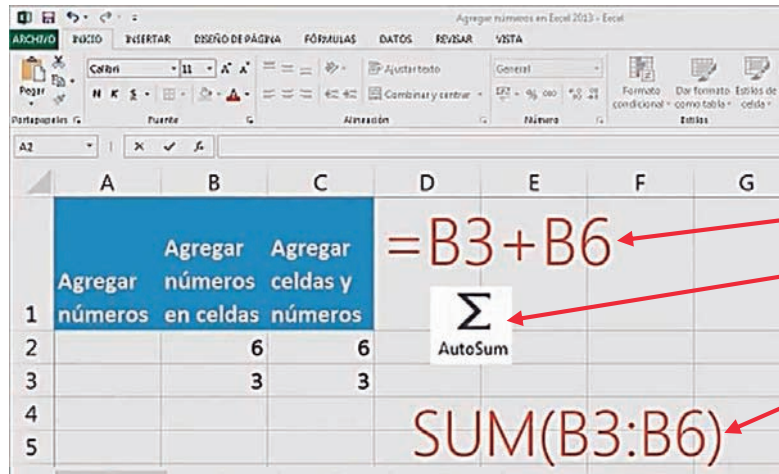 Agregar números en Excel 2013 - Excel
ARCHIVO INICIO INSERTAR DISEÑO DE PÁGINA FÓRMULAS DATOS REVISAR VISTA
Calibri 11 A A Ajustar texto General
Pegar N K S A Combinar y centrar % 000 Formato condicional Dar formato como tabla Estilos de celda
Portapapeles Fuente Alineación Número Estilos
A2 fx
A B C D E F G
1 Agregar números Agregar números en celdas Agregar celdas y números
=B3+B6
Σ
AutoSum
2 6 6
3 3 3
4
5
SUM(B3:B6)